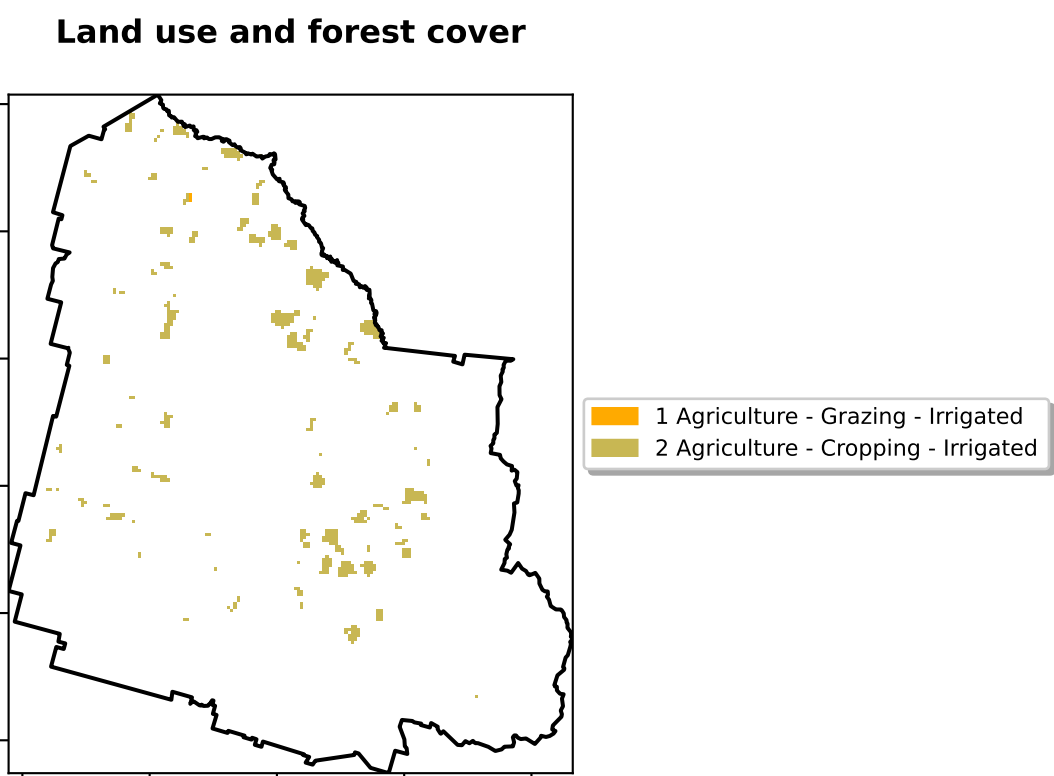 Land use and forest cover
1 Agriculture - Grazing - Irrigated
2 Agriculture - Cropping - Irrigated